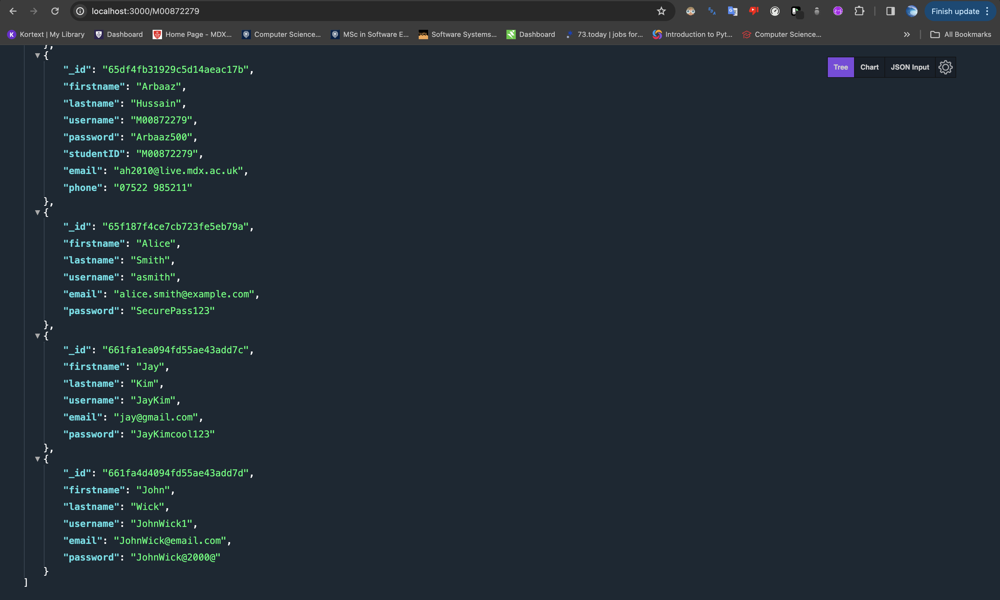 localhost:3000/M00872279
Finish update
Kortext | My Library
Dashboard
Home Page - MDX...
Computer Science...
MSc in Software E...
UCL
Software Systems...
Dashboard
73.today | jobs for...
Introduction to Pyt...
Computer Science...
»
All Bookmarks
},
{
Tree
Chart
JSON Input
"_id": "65df4fb31929c5d14aeac17b",
"firstname": "Arbaaz",
"lastname": "Hussain",
"username": "M00872279",
"password": "Arbaaz500",
"studentID": "M00872279",
"email": "ah2010@live.mdx.ac.uk",
"phone": "07522 985211"
},
{
"_id": "65f187f4ce7cb723fe5eb79a",
"firstname": "Alice",
"lastname": "Smith",
"username": "asmith",
"email": "alice.smith@example.com",
"password": "SecurePass123"
},
{
"_id": "661fa1ea094fd55ae43add7c",
"firstname": "Jay",
"lastname": "Kim",
"username": "JayKim",
"email": "jay@gmail.com",
"password": "JayKimcool123"
},
{
"_id": "661fa4d4094fd55ae43add7d",
"firstname": "John",
"lastname": "Wick",
"username": "JohnWick1",
"email": "JohnWick@email.com",
"password": "JohnWick@2000@"
}
]